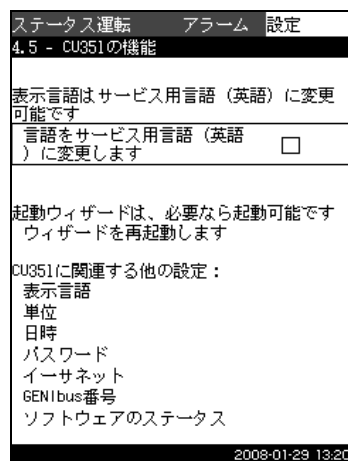 ステータス運転 アラーム 設定
4.5 - CU351の機能
表示言語はサービス用言語（英語）に変更
可能です
言語をサービス用言語（英語
）に変更します
起動ウィザードは、必要なら起動可能です
ウィザードを再起動します
CU351に関連する他の設定：
表示言語
単位
日時
パスワード
イーサネット
GENIbus番号
ソフトウェアのステータス
2008-01-29 13:20